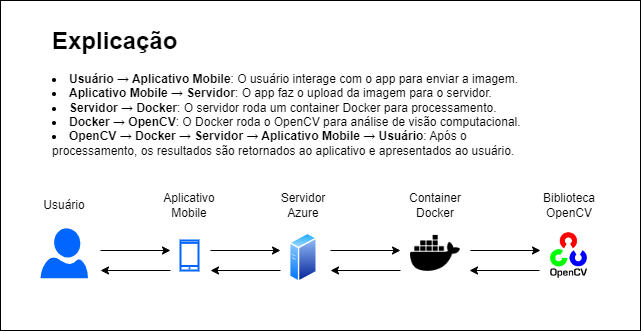 Explicação
• Usuário → Aplicativo Mobile: O usuário interage com o app para enviar a imagem.
• Aplicativo Mobile → Servidor: O app faz o upload da imagem para o servidor.
• Servidor → Docker: O servidor roda um container Docker para processamento.
• Docker → OpenCV: O Docker roda o OpenCV para análise de visão computacional.
• OpenCV → Docker → Servidor → Aplicativo Mobile → Usuário: Após o
processamento, os resultados são retornados ao aplicativo e apresentados ao usuário.
Usuário
Aplicativo
Mobile
Servidor
Azure
Container
Docker
Biblioteca
OpenCV
OpenCV